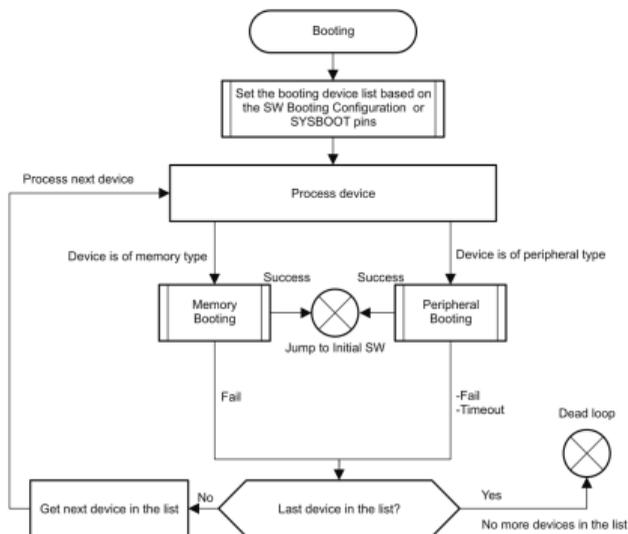 Booting
Set the booting device list based on
the SW Booting Configuration or
SYSBOOT pins
Process next device
Process device
Device is of memory type
Device is of peripheral type
Success
Success
Memory
Booting
Peripheral
Booting
Jump to Initial SW
Fail
-Fail
-Timeout
Dead loop
Get next device in the list
No
Last device in the list?
Yes
No more devices in the list